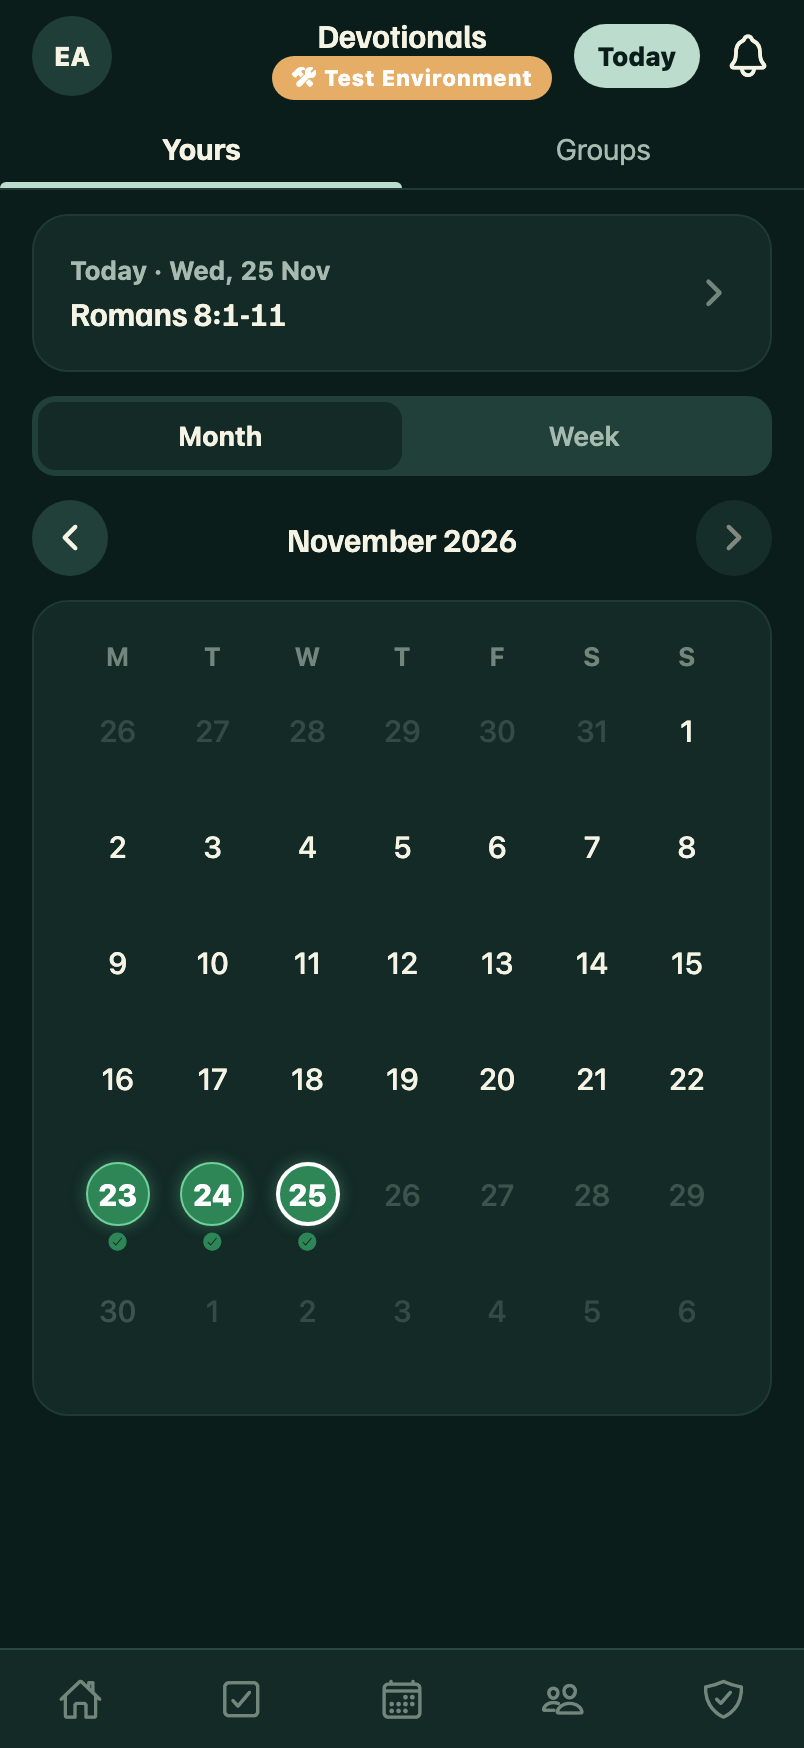 EA
Devotionals
🛠 Test Environment
Today
Yours
Groups
Today · Wed, 25 Nov
Romans 8:1-11
Month
Week
November 2026
M T W T F S S
26 27 28 29 30 31 1
2 3 4 5 6 7 8
9 10 11 12 13 14 15
16 17 18 19 20 21 22
23 24 25 26 27 28 29
30 1 2 3 4 5 6